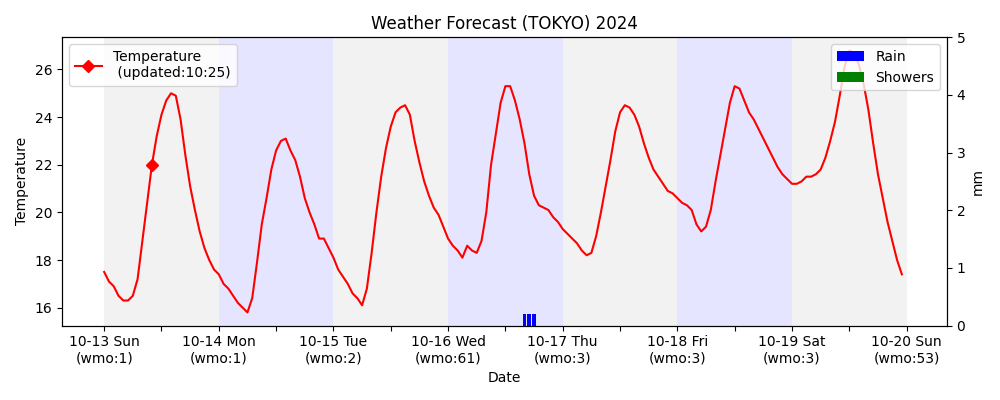 Weather Forecast (TOKYO) 2024
Temperature
(updated:10:25)
Rain
Showers
Temperature
26
24
22
20
18
16
5
4
3
2
1
0
mm
10-13 Sun
(wmo:1)
10-14 Mon
(wmo:1)
10-15 Tue
(wmo:2)
10-16 Wed
(wmo:61)
10-17 Thu
(wmo:3)
10-18 Fri
(wmo:3)
10-19 Sat
(wmo:3)
10-20 Sun
(wmo:53)
Date